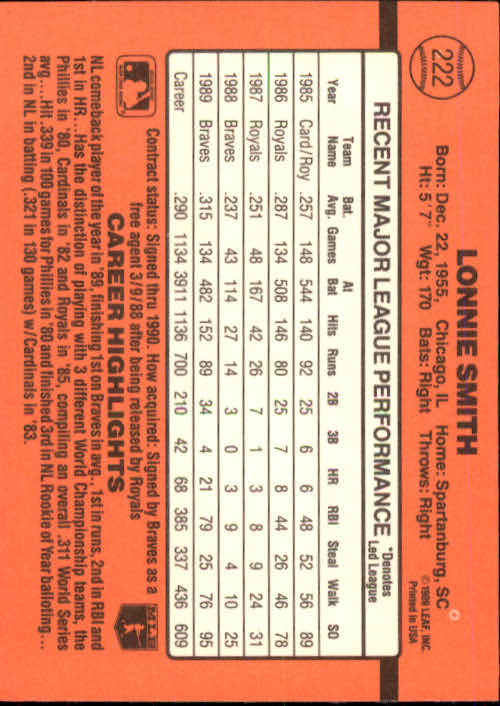 222
LONNIE SMITH
Born: Dec. 22, 1955, Chicago, IL Home: Spartanburg, SC
Ht: 5' 7" Wgt: 170 Bats: Right Throws: Right
©1989 LEAF, INC.
Printed in USA
RECENT MAJOR LEAGUE PERFORMANCE *Denotes Led League
Year Team Name Bat. Avg. Games At Bat Hits Runs 2B 3B HR RBI Steal Walk SO
1985 Card/Roy .257 148 544 140 92 25 6 6 48 52 56 89
1986 Royals .287 134 508 146 80 25 7 8 44 26 46 78
1987 Royals .251 48 167 42 26 7 1 3 8 9 24 31
1988 Braves .237 43 114 27 14 3 0 3 9 4 10 25
1989 Braves .315 134 482 152 89 34 4 21 79 25 76 95
Career .290 1134 3911 1136 700 210 42 68 385 337 436 609
Contract status: Signed thru 1990. How acquired: Signed by Braves as a
free agent 3/9/88 after being released by Royals
CAREER HIGHLIGHTS
MLB
NL comeback player of the year in '89, finishing 1st on Braves in avg., 1st in runs, 2nd in RBI and
1st in HR...Has the distinction of playing with 3 different World Championship teams, the
Phillies in '80, Cardinals in '82 and Royals in '85, compiling an overall .311 World Series
avg....Hit .339 in 100 games for Phillies in '80 and finished 3rd in NL Rookie of Year balloting...
2nd in NL in batting (.321 in 130 games) w/Cardinals in '83.